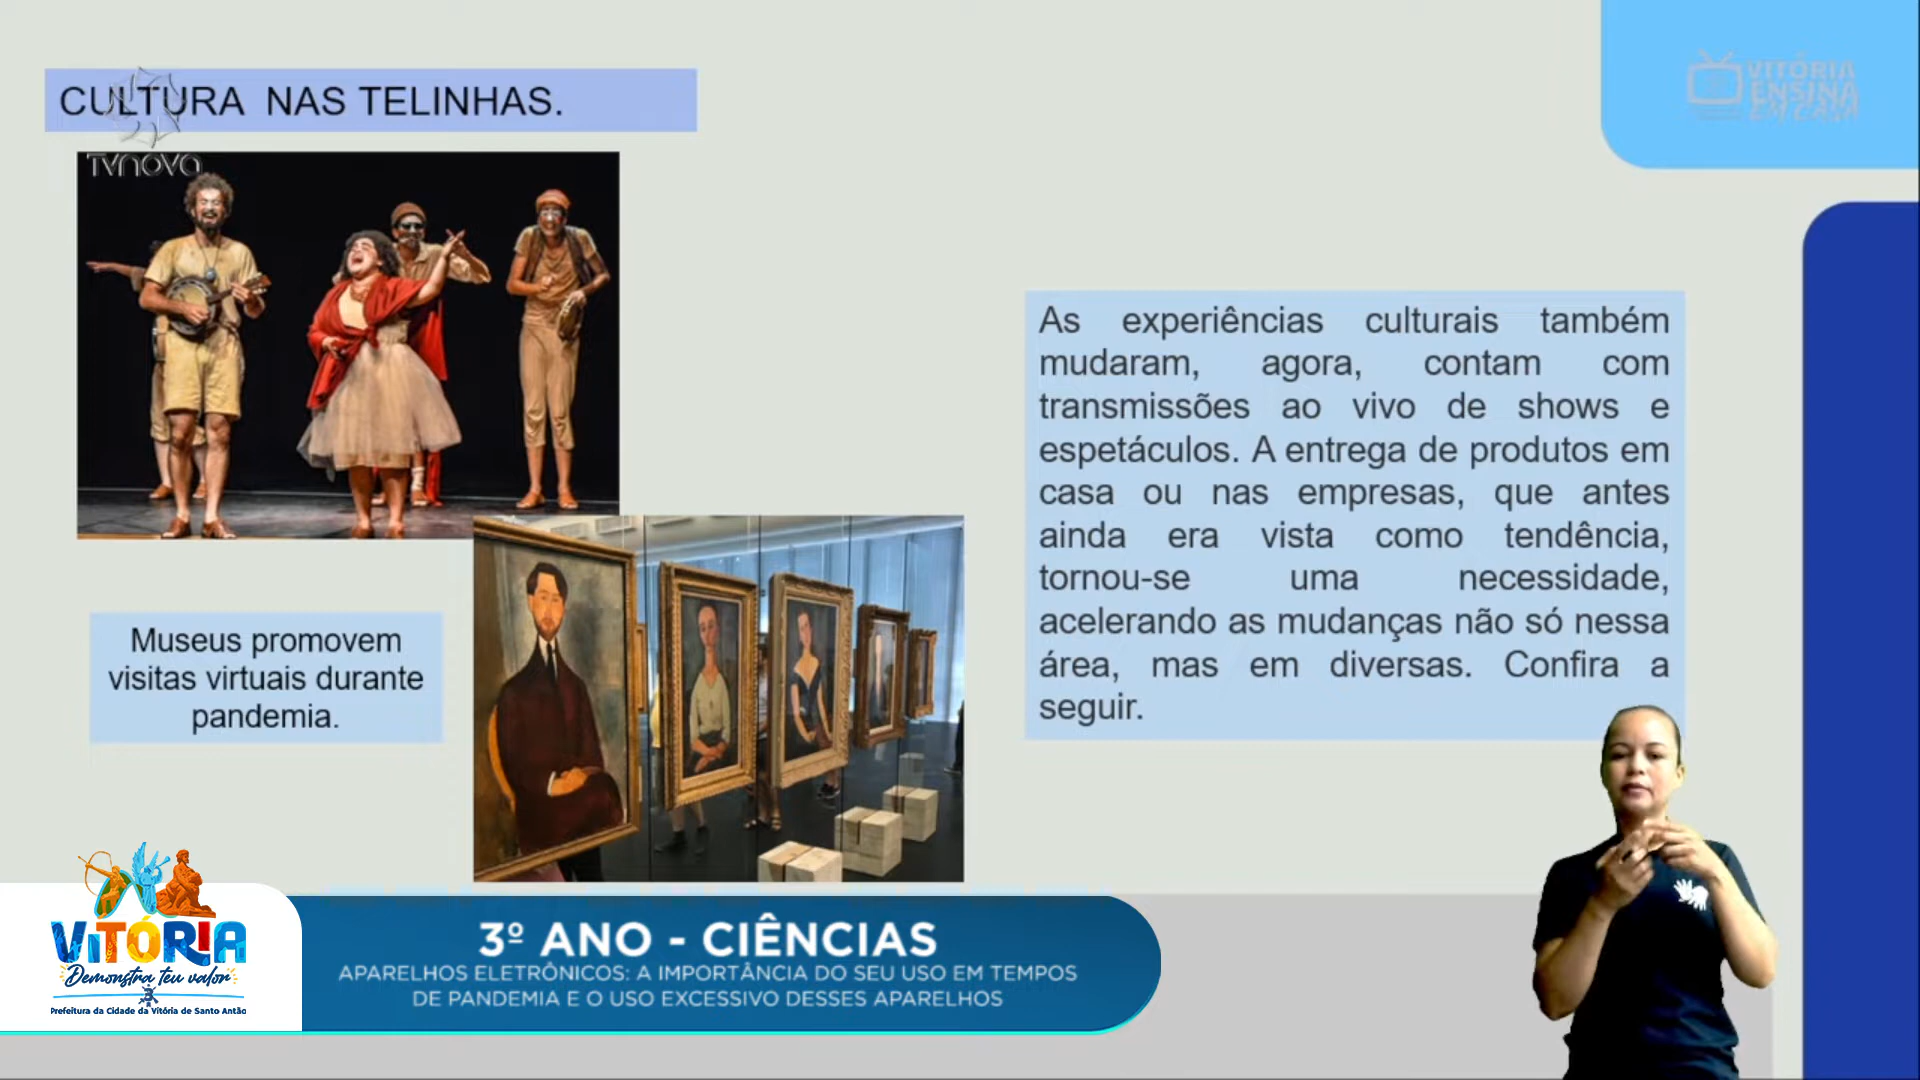 CULTURA NAS TELINHAS.
TVNOVA
VITÓRIA
ENSINA
EM CASA
As experiências culturais também
mudaram, agora, contam com
transmissões ao vivo de shows e
espetáculos. A entrega de produtos em
casa ou nas empresas, que antes
ainda era vista como tendência,
tornou-se uma necessidade,
acelerando as mudanças não só nessa
área, mas em diversas. Confira a
seguir.
Museus promovem
visitas virtuais durante
pandemia.
VITÓRIA
Demonstra teu valor
Prefeitura da Cidade da Vitória de Santo Antão
3º ANO - CIÊNCIAS
APARELHOS ELETRÔNICOS: A IMPORTÂNCIA DO SEU USO EM TEMPOS
DE PANDEMIA E O USO EXCESSIVO DESSES APARELHOS